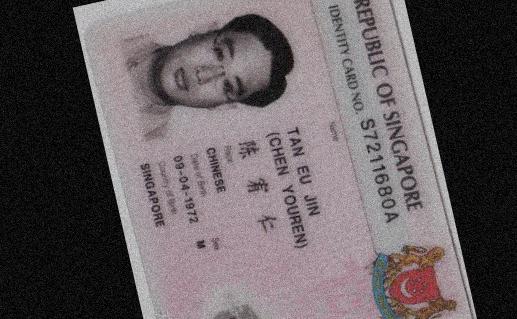 REPUBLIC OF SINGAPORE
IDENTITY CARD NO. S7211680A
Name
TAN EU JIN
(CHEN YOUREN)
陈 宥 仁
Race
CHINESE
Date of Birth
Sex
09-04-1972
M
Country of Birth
SINGAPORE